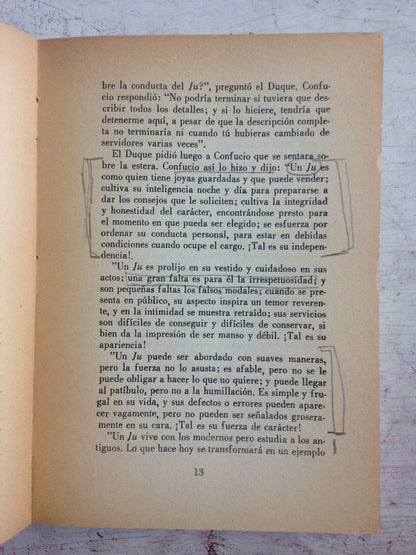 bre la conducta del Ju?", preguntó el Duque. Confu-
cio respondió: "No podría terminar si tuviera que des-
cribir todos los detalles; y si lo hiciere, tendría que
detenerme aquí, a pesar de que la descripción comple-
ta no terminaría ni cuando tú hubieras cambiado de
servidores varias veces".
El Duque pidió luego a Confucio que se sentara so-
bre la estera. Confucio así lo hizo y dijo: "Un Ju es
como quien tiene joyas guardadas y que puede vender;
cultiva su inteligencia noche y día para prepararse a
dar los consejos que le soliciten; cultiva la integridad
y honestidad del carácter, encontrándose presto para
el momento en que pueda ser elegido; se esfuerza por
ordenar su conducta personal, para estar en debidas
condiciones cuando ocupe el cargo. ¡Tal es su indepen-
dencia!.
"Un Ju es prolijo en su vestido y cuidadoso en sus
actos; una gran falta es para él la irrespetuosidad; y
son pequeñas faltas los falsos modales; cuando se pre-
senta en público, su aspecto inspira un temor reveren-
te, y en la intimidad se muestra retraído; sus servicios
son difíciles de conseguir y difíciles de conservar, si
bien da la impresión de ser manso y débil. ¡Tal es su
apariencia!
"Un Ju puede ser abordado con suaves maneras,
pero la fuerza no lo asusta; es afable, pero no se le
puede obligar a hacer lo que no quiere; y puede llegar
al patíbulo, pero no a la humillación. Es simple y fru-
gal en su vida, y sus defectos o errores pueden apare-
cer vagamente, pero no pueden ser señalados grosera-
mente en su cara. ¡Tal es su fuerza de carácter!
"Un Ju vive con los modernos pero estudia a los an-
tiguos. Lo que hace hoy se transformará en un ejemplo
13